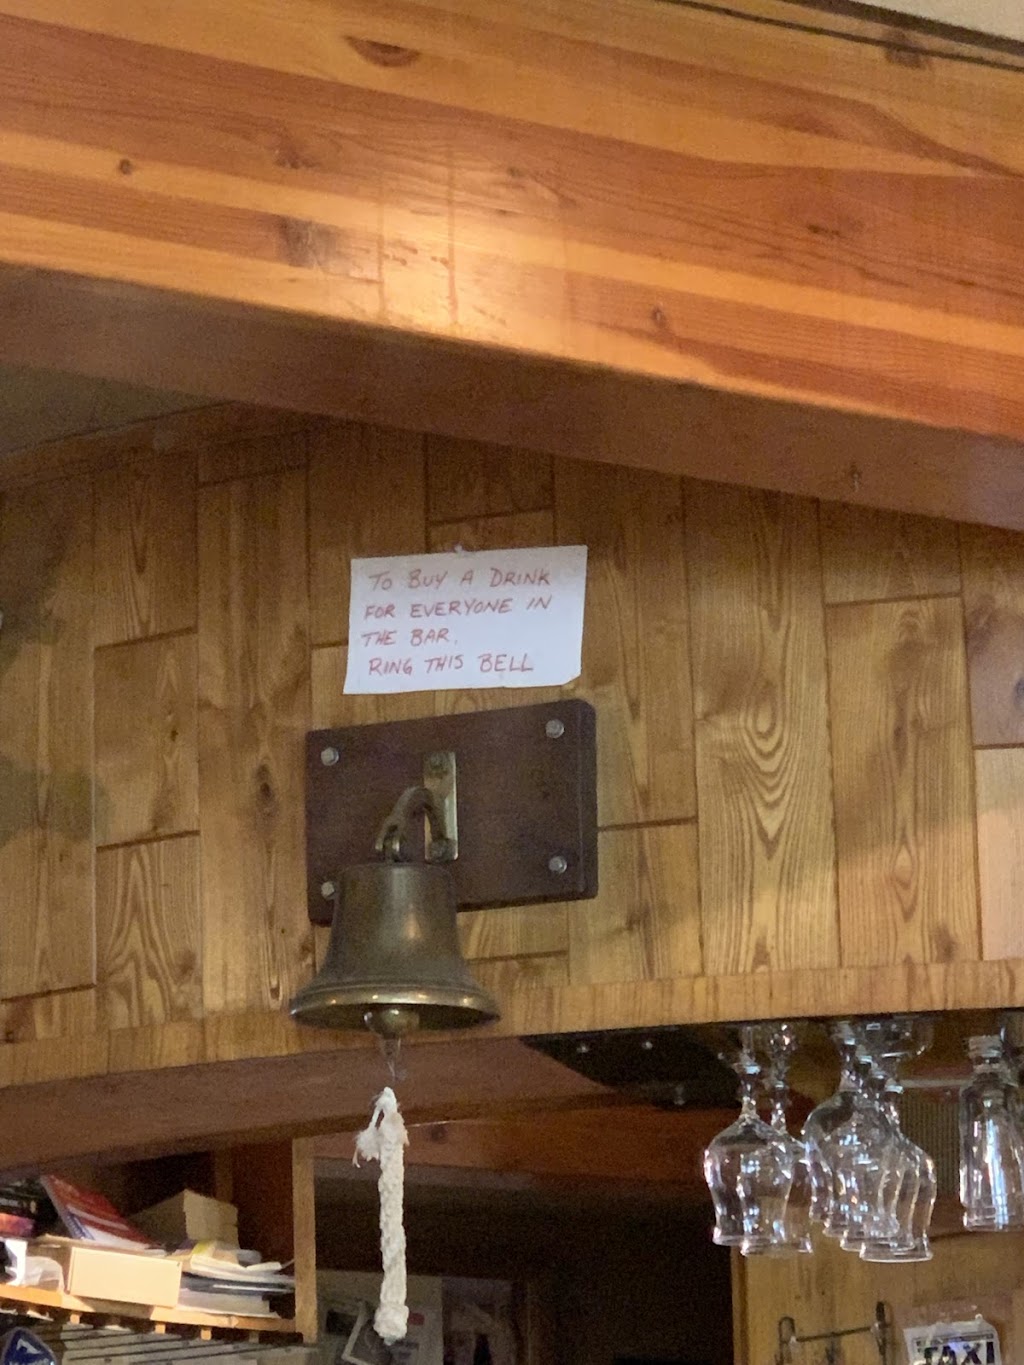 TO BUY A DRINK
FOR EVERYONE IN
THE BAR,
RING THIS BELL
TAXI